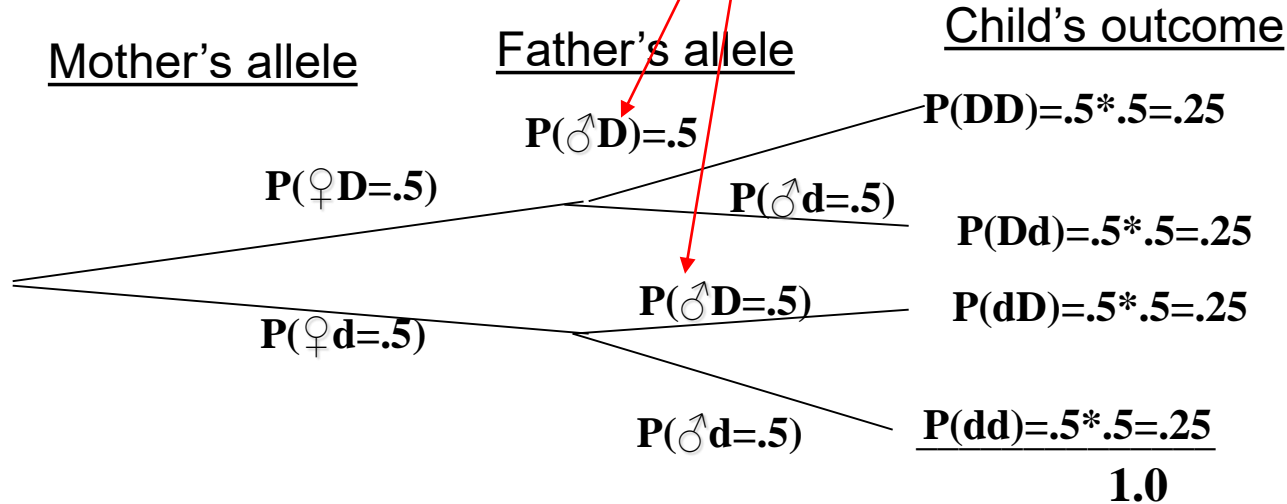 Mother’s allele
Father’s allele
Child’s outcome
P(♂D)=.5
P(DD)=.5*.5=.25
P(♀D=.5)
P(♂d=.5)
P(Dd)=.5*.5=.25
P(♂D=.5)
P(dD)=.5*.5=.25
P(♀d=.5)
P(♂d=.5)
P(dd)=.5*.5=.25
1.0